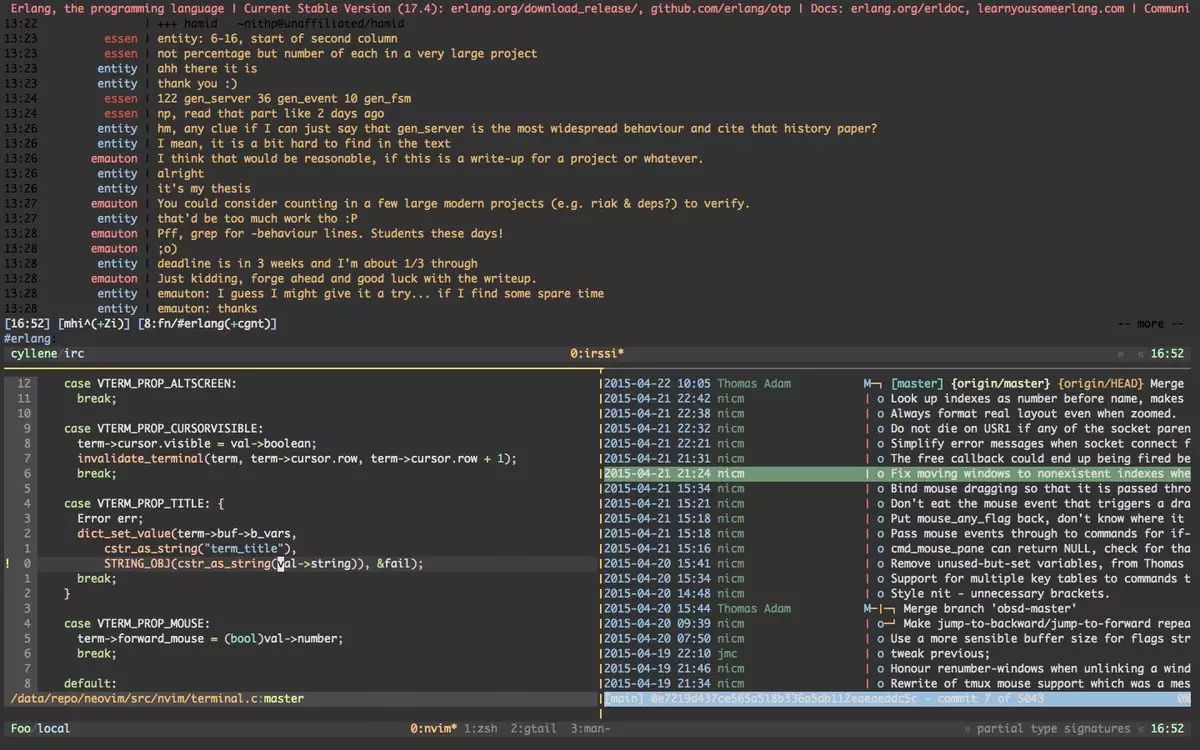 Erlang, the programming language | Current Stable Version (17.4): erlang.org/download_release/, github.com/erlang/otp | Docs: erlang.org/erldoc, learnyousomeerlang.com | Communi
13:22 | +++ hamid ~nithp@unaffiliated/hamid
13:23 essen | entity: 6-16, start of second column
13:23 essen | not percentage but number of each in a very large project
13:23 entity | ahh there it is
13:23 entity | thank you :)
13:24 essen | 122 gen_server 36 gen_event 10 gen_fsm
13:24 essen | np, read that part like 2 days ago
13:26 entity | hm, any clue if I can just say that gen_server is the most widespread behaviour and cite that history paper?
13:26 entity | I mean, it is a bit hard to find in the text
13:26 emauton | I think that would be reasonable, if this is a write-up for a project or whatever.
13:26 entity | alright
13:26 entity | it's my thesis
13:27 emauton | You could consider counting in a few large modern projects (e.g. riak & deps?) to verify.
13:27 entity | that'd be too much work tho :P
13:28 emauton | Pff, grep for -behaviour lines. Students these days!
13:28 emauton | ;o)
13:28 entity | deadline is in 3 weeks and I'm about 1/3 through
13:28 emauton | Just kidding, forge ahead and good luck with the writeup.
13:28 entity | emauton: I guess I might give it a try... if I find some spare time
13:28 entity | emauton: thanks
[16:52] [mhi^(+Zi)] [8:fn/#erlang(+cgnt)] -- more --
#erlang
cyllene irc 0:irssi* » « 16:52
12 case VTERM_PROP_ALTSCREEN:
11 break;
10
9 case VTERM_PROP_CURSORVISIBLE:
8 term->cursor.visible = val->boolean;
7 invalidate_terminal(term, term->cursor.row, term->cursor.row + 1);
6 break;
5
4 case VTERM_PROP_TITLE: {
3 Error err;
2 dict_set_value(term->buf->b_vars,
1 cstr_as_string("term_title"),
! 0 STRING_OBJ(cstr_as_string(val->string)), &fail);
1 break;
2 }
3
4 case VTERM_PROP_MOUSE:
5 term->forward_mouse = (bool)val->number;
6 break;
7
8 default:
/data/repo/neovim/src/nvim/terminal.c:master
2015-04-22 10:05 Thomas Adam M─┐ [master] {origin/master} {origin/HEAD} Merge
2015-04-21 22:42 nicm | o Look up indexes as number before name, makes
2015-04-21 22:38 nicm | o Always format real layout even when zoomed.
2015-04-21 22:32 nicm | o Do not die on USR1 if any of the socket paren
2015-04-21 22:21 nicm | o Simplify error messages when socket connect f
2015-04-21 21:31 nicm | o The free callback could end up being fired be
2015-04-21 21:24 nicm | o Fix moving windows to nonexistent indexes whe
2015-04-21 15:34 nicm | o Bind mouse dragging so that it is passed thro
2015-04-21 15:21 nicm | o Don't eat the mouse event that triggers a dra
2015-04-21 15:18 nicm | o Put mouse_any_flag back, don't know where it
2015-04-21 15:18 nicm | o Pass mouse events through to commands for if-
2015-04-21 15:16 nicm | o cmd_mouse_pane can return NULL, check for tha
2015-04-20 15:41 nicm | o Remove unused-but-set variables, from Thomas
2015-04-20 15:34 nicm | o Support for multiple key tables to commands t
2015-04-20 14:48 nicm | o Style nit - unnecessary brackets.
2015-04-20 15:44 Thomas Adam M─|─┐ Merge branch 'obsd-master'
2015-04-20 09:39 nicm | o─┘ Make jump-to-backward/jump-to-forward repea
2015-04-20 07:50 nicm | o Use a more sensible buffer size for flags str
2015-04-19 22:10 jmc | o tweak previous;
2015-04-19 21:46 nicm | o Honour renumber-windows when unlinking a wind
2015-04-19 21:34 nicm | o Rewrite of tmux mouse support which was a mes
[main] - commit 7 of 5043 0%
Foo local 0:nvim* 1:zsh 2:gtail 3:man- » partial type signatures « 16:52